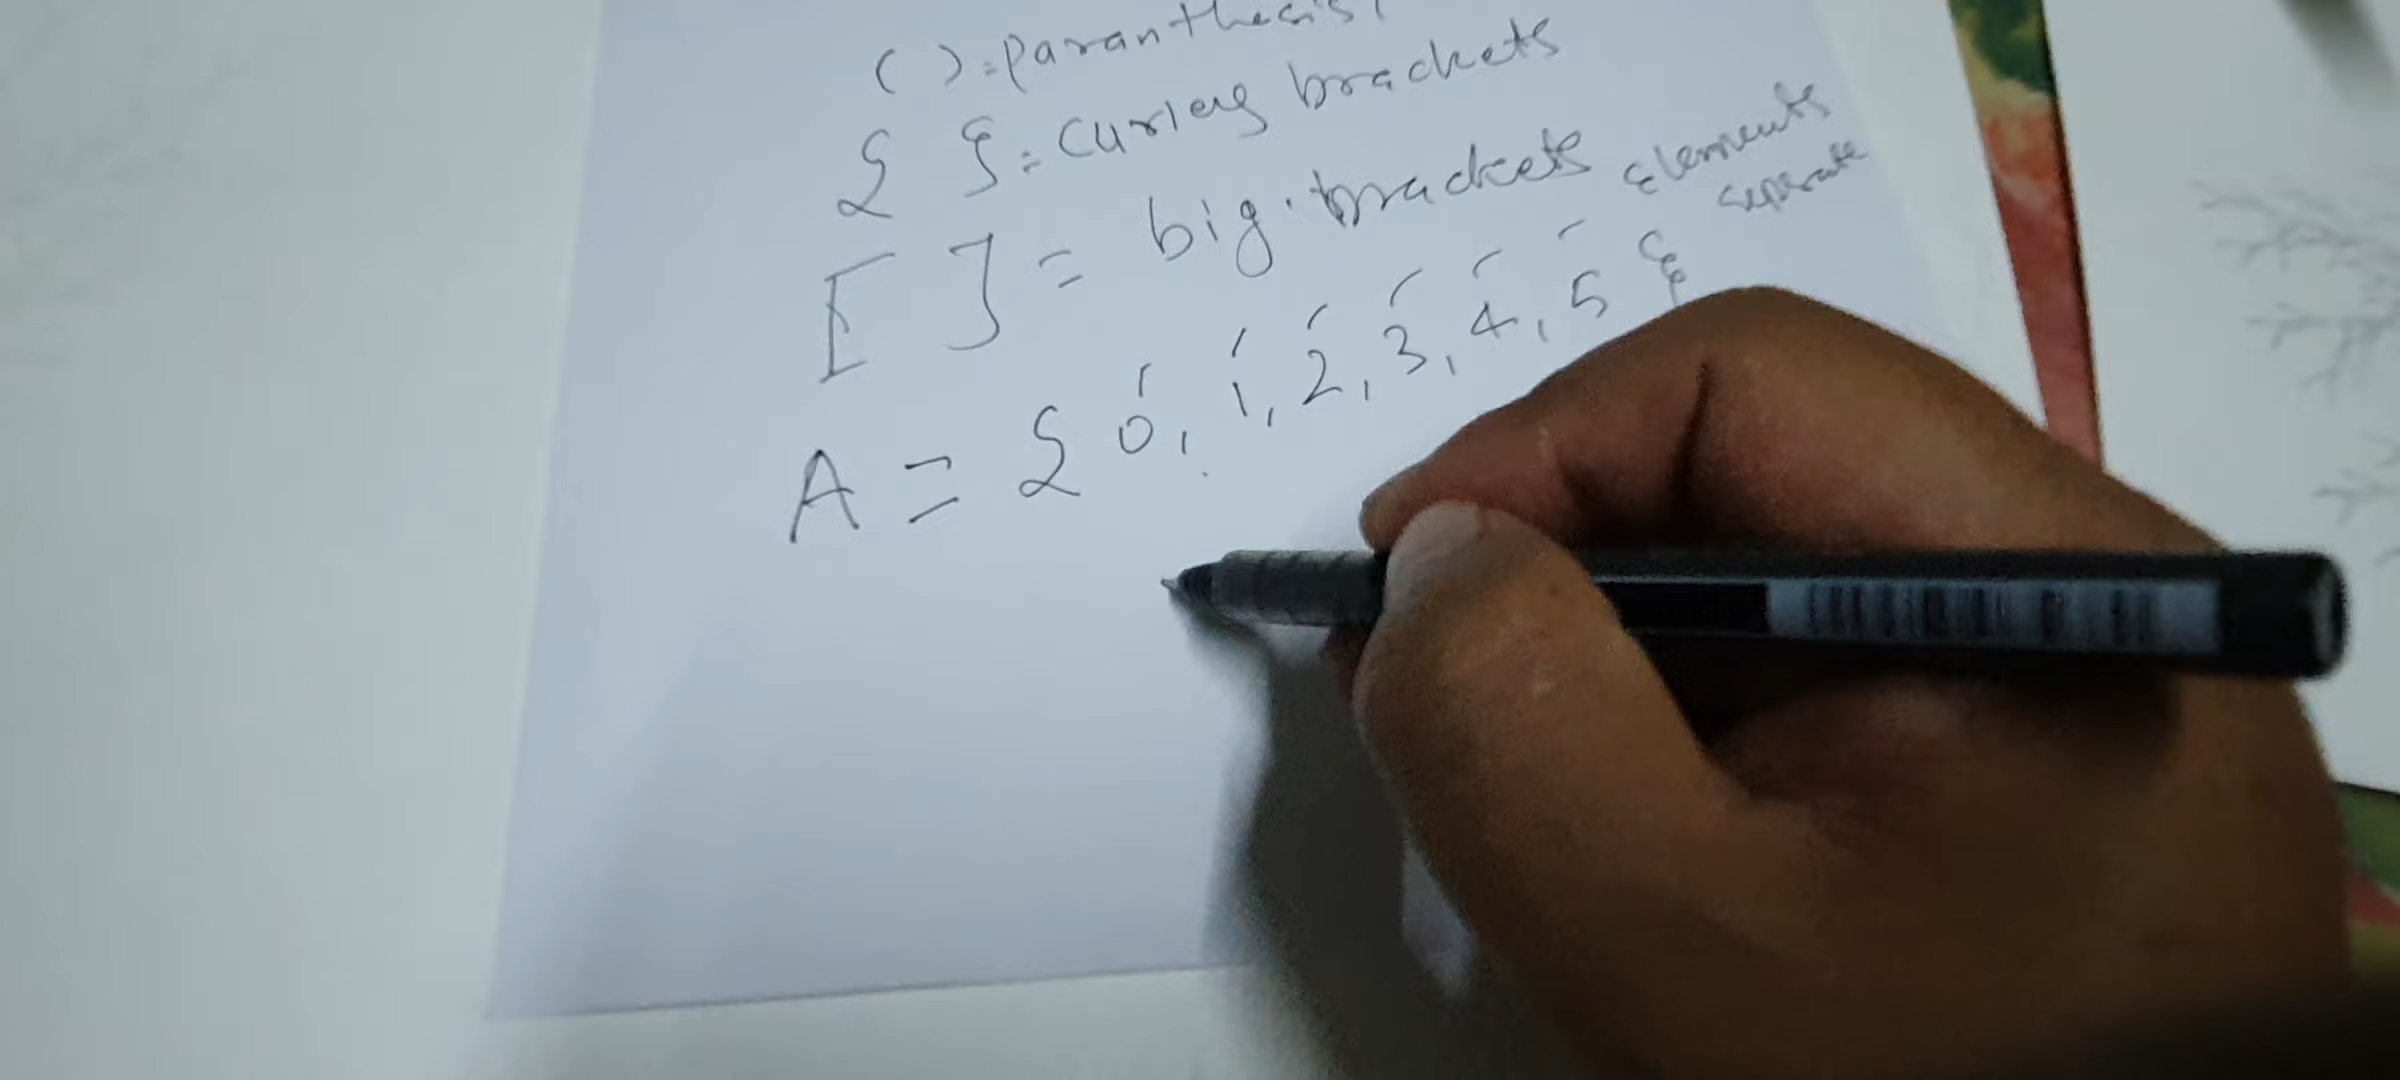 ( ) = Paranthesis
{ } = Curley brackets
[ ] = big brackets
Elements
separate
A = { 0, 1, 2, 3, 4, 5 }